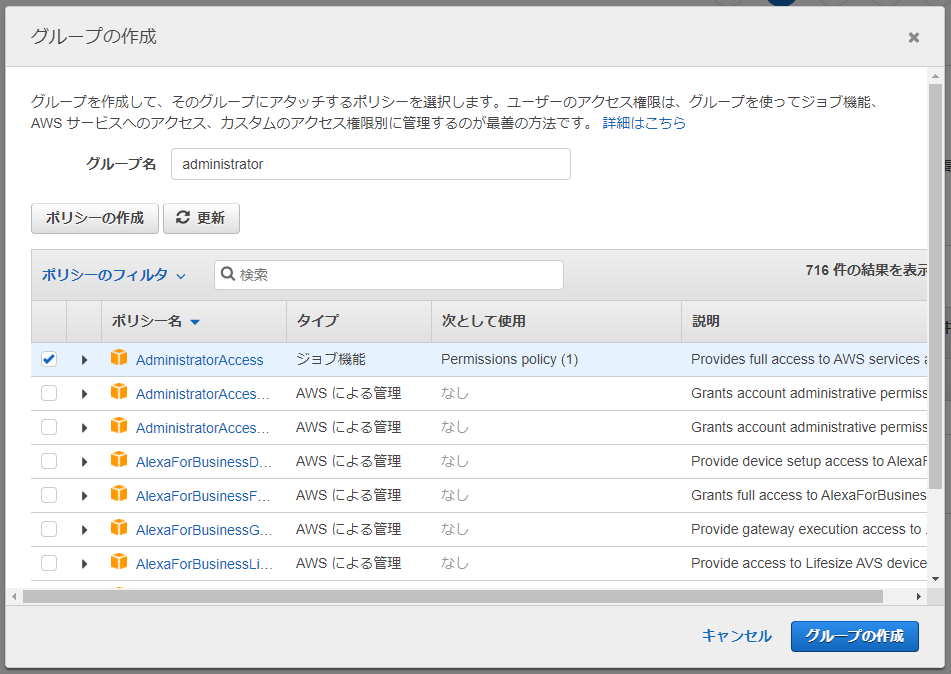 グループの作成
グループを作成して、そのグループにアタッチするポリシーを選択します。ユーザーのアクセス権限は、グループを使ってジョブ機能、
AWS サービスへのアクセス、カスタムのアクセス権限別に管理するのが最善の方法です。 詳細はこちら
グループ名 administrator
ポリシーの作成 更新
ポリシーのフィルタ 検索 716 件の結果を表示
ポリシー名 タイプ 次として使用 説明
AdministratorAccess ジョブ機能 Permissions policy (1) Provides full access to AWS services
AdministratorAcces... AWS による管理 なし Grants account administrative permiss
AdministratorAcces... AWS による管理 なし Grants account administrative permiss
AlexaForBusinessD... AWS による管理 なし Provide device setup access to AlexaF
AlexaForBusinessF... AWS による管理 なし Grants full access to AlexaForBusines
AlexaForBusinessG... AWS による管理 なし Provide gateway execution access to
AlexaForBusinessLi... AWS による管理 なし Provide access to Lifesize AVS device
キャンセル グループの作成